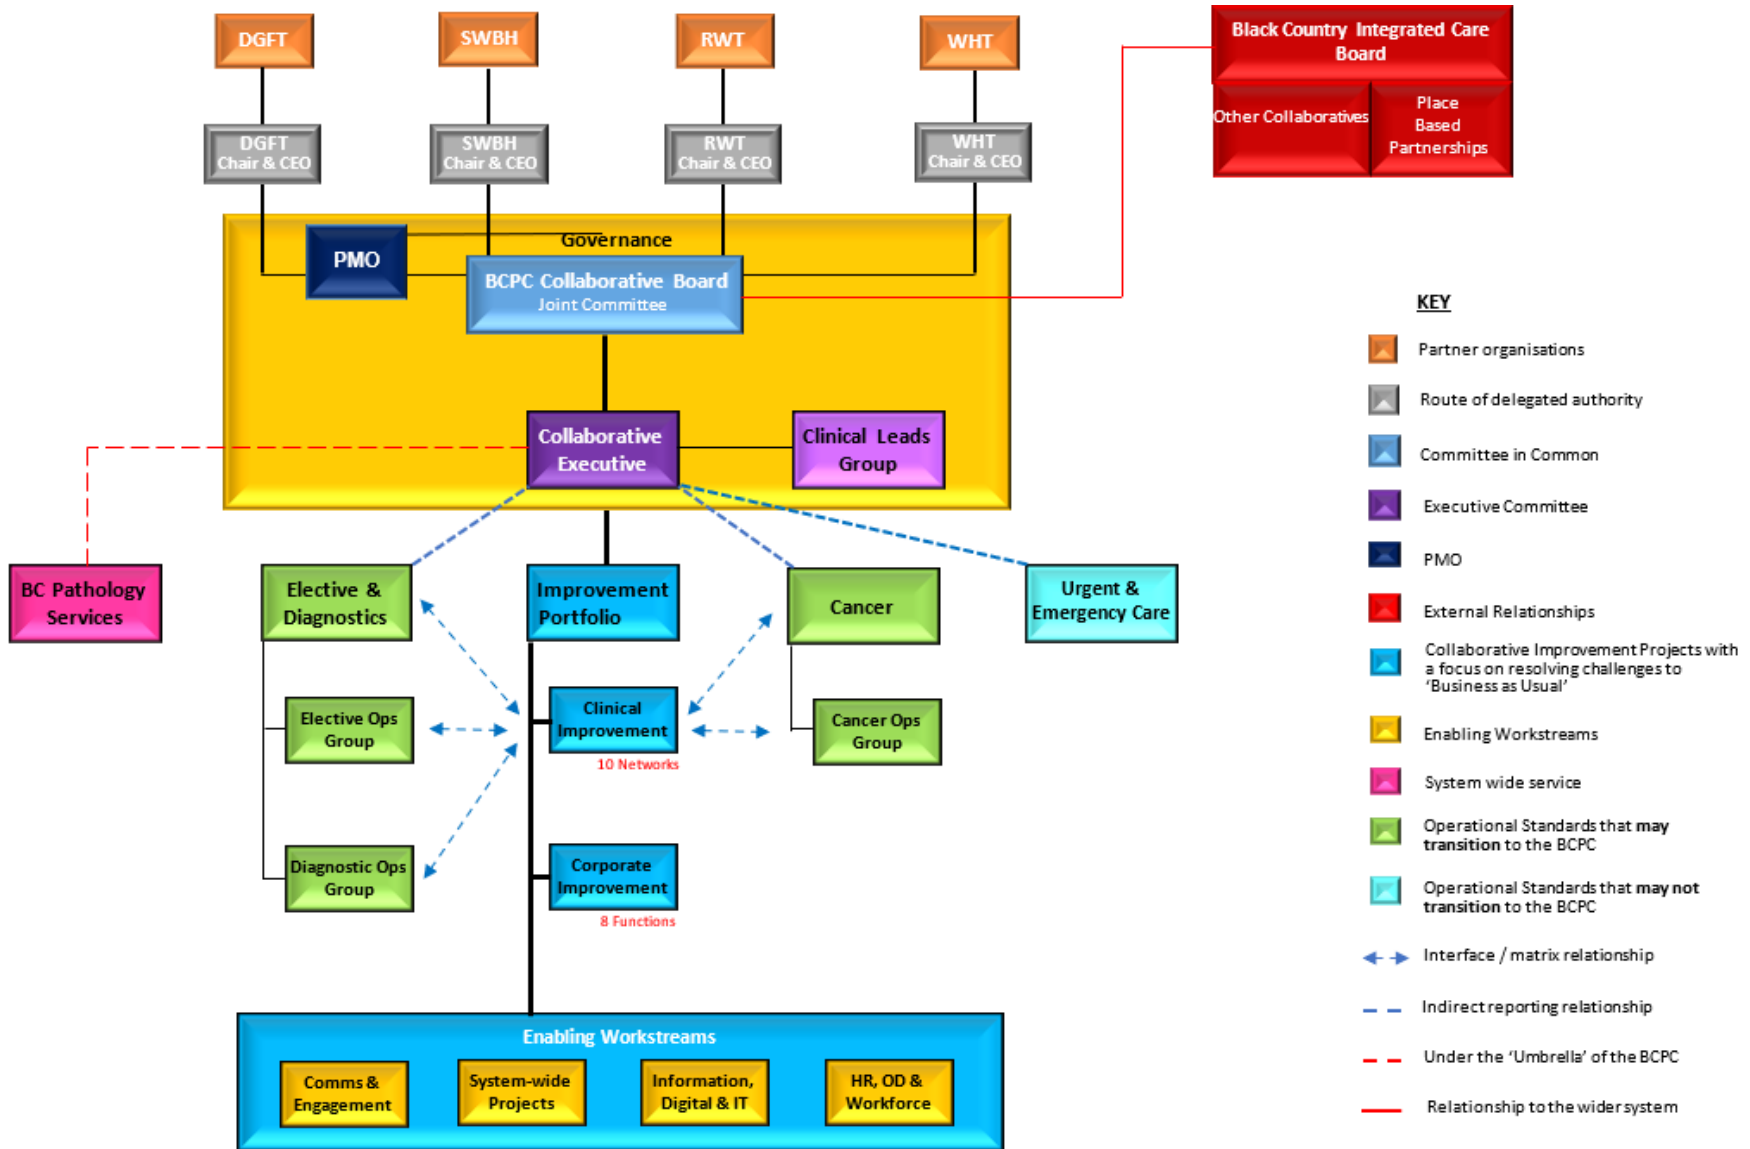 DGFT
SWBH
RWT
WHT
Black Country Integrated Care
Board
Other Collaboratives
Place
Based
Partnerships
DGFT
Chair & CEO
SWBH
Chair & CEO
RWT
Chair & CEO
WHT
Chair & CEO
Governance
PMO
BCPC Collaborative Board
Joint Committee
Collaborative
Executive
Clinical Leads
Group
BC Pathology
Services
Elective &
Diagnostics
Improvement
Portfolio
Cancer
Urgent &
Emergency Care
Elective Ops
Group
Clinical
Improvement
10 Networks
Cancer Ops
Group
Diagnostic Ops
Group
Corporate
Improvement
8 Functions
Enabling Workstreams
Comms &
Engagement
System-wide
Projects
Information,
Digital & IT
HR, OD &
Workforce
KEY
Partner organisations
Route of delegated authority
Committee in Common
Executive Committee
PMO
External Relationships
Collaborative Improvement Projects with
a focus on resolving challenges to
‘Business as Usual’
Enabling Workstreams
System wide service
Operational Standards that may
transition to the BCPC
Operational Standards that may not
transition to the BCPC
Interface / matrix relationship
Indirect reporting relationship
Under the ‘Umbrella’ of the BCPC
Relationship to the wider system